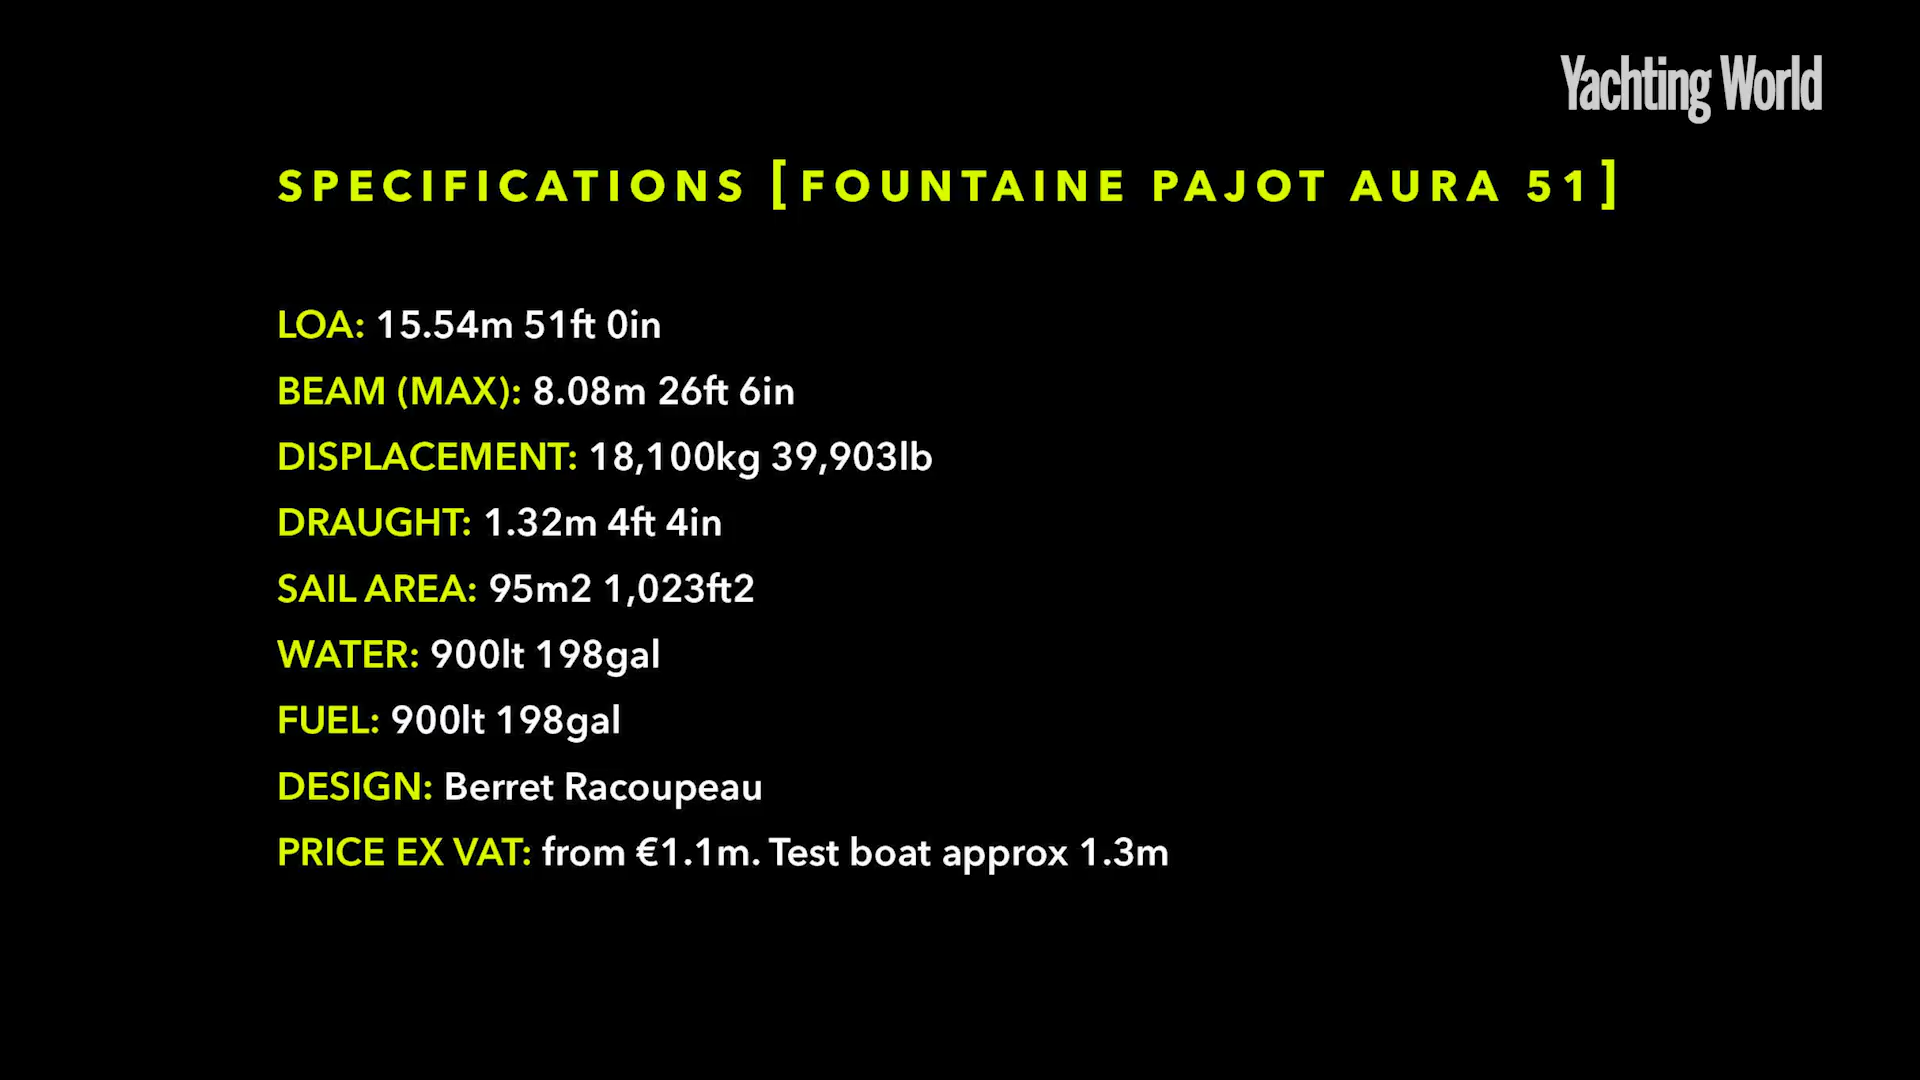 Yachting World
SPECIFICATIONS [FOUNTAINE PAJOT AURA 51]
LOA: 15.54m 51ft 0in
BEAM (MAX): 8.08m 26ft 6in
DISPLACEMENT: 18,100kg 39,903lb
DRAUGHT: 1.32m 4ft 4in
SAIL AREA: 95m2 1,023ft2
WATER: 900lt 198gal
FUEL: 900lt 198gal
DESIGN: Berret Racoupeau
PRICE EX VAT: from €1.1m. Test boat approx 1.3m